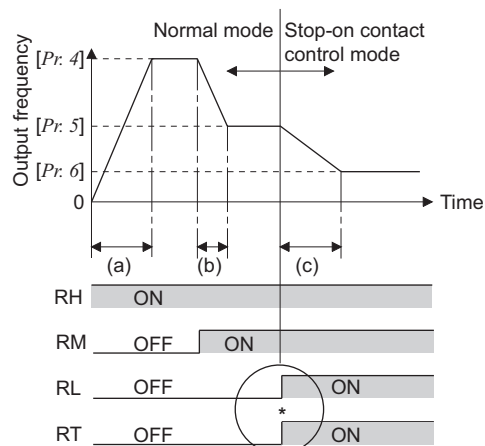 Normal mode
Stop-on contact
control mode
Output frequency
[Pr. 4]
[Pr. 5]
[Pr. 6]
0
Time
(a)
(b)
(c)
RH ON
RM OFF ON
RL OFF ON
*
RT OFF ON